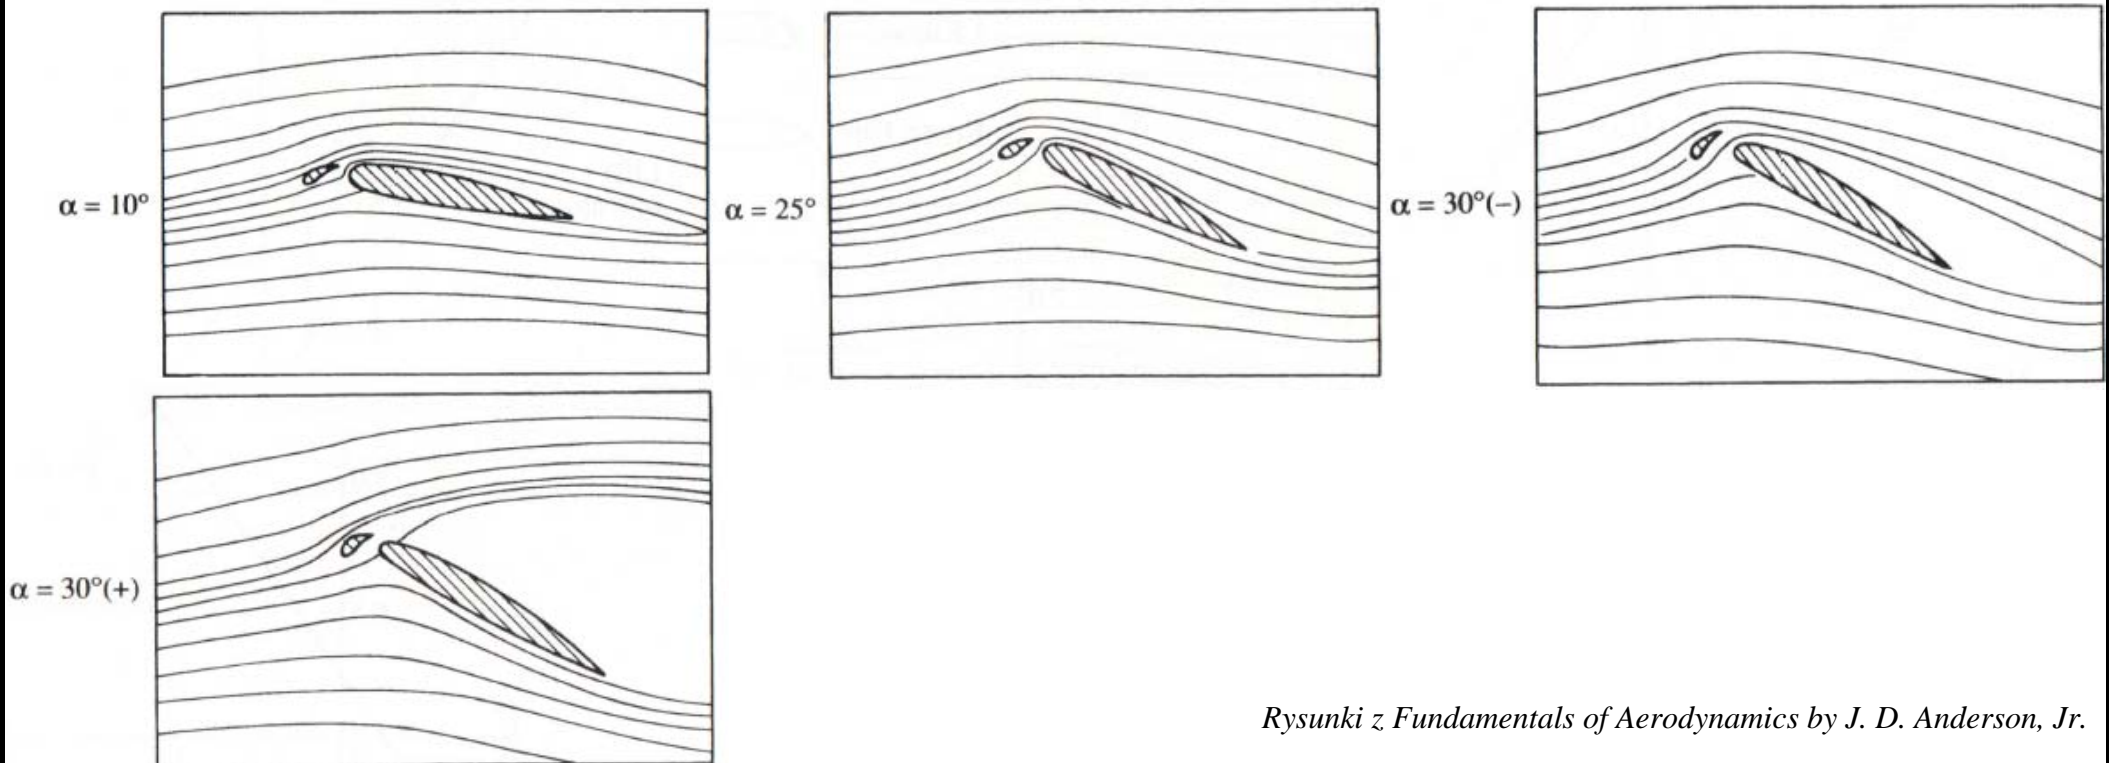 α = 10°
α = 25°
α = 30°(–)
α = 30°(+)
Rysunki z Fundamentals of Aerodynamics by J. D. Anderson, Jr.